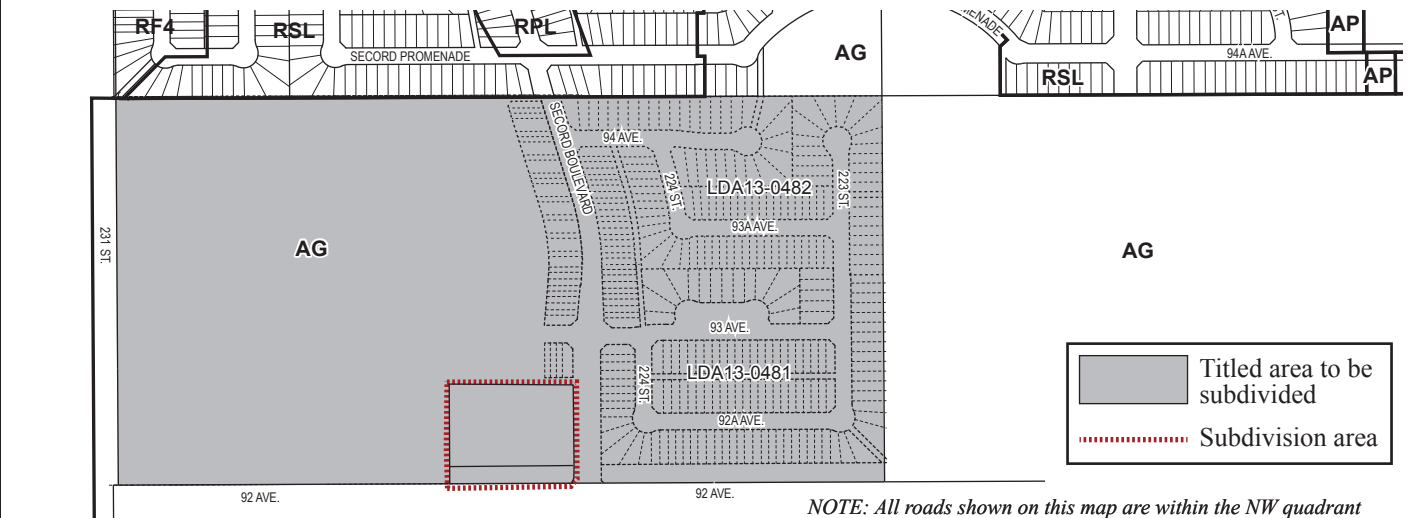 RF4
RSL
RPL
SECOND PROMENADE
AG
MENADE
ST.
AP
94A AVE.
RSL
AP
SECORD BOULEVARD
94 AVE.
224 ST.
LDA13-0482
223 ST.
93A AVE.
231 ST.
AG
AG
93 AVE.
224 ST.
LDA13-0481
92A AVE.
Titled area to be
subdivided
Subdivision area
92 AVE.
92 AVE.
NOTE: All roads shown on this map are within the NW quadrant